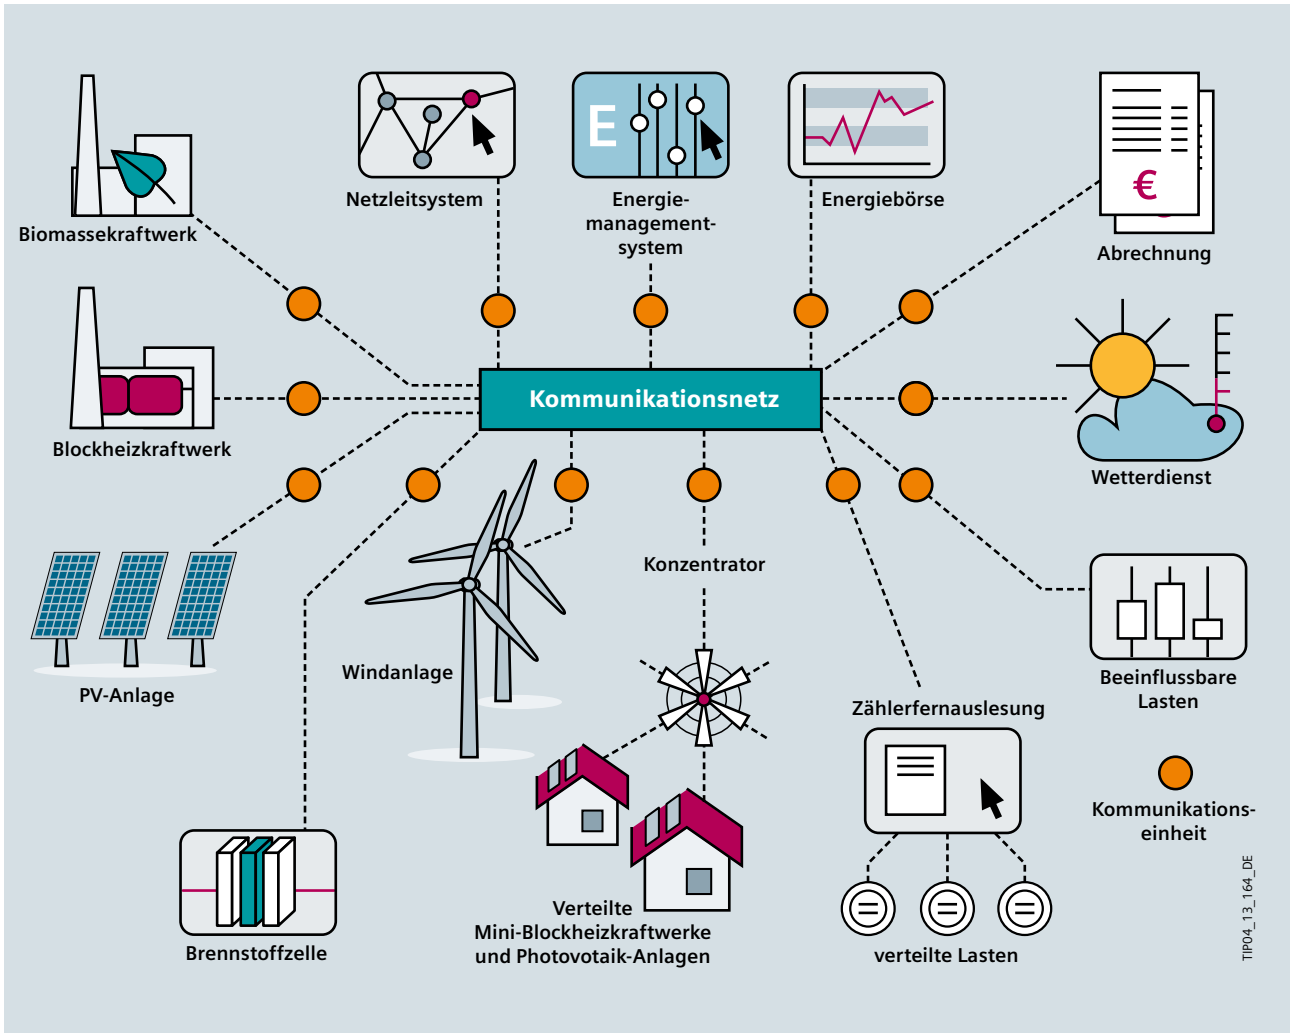 Netzleitsystem
Energie-
management-
system
Energiebörse
E
€
Abrechnung
Biomassekraftwerk
Blockheizkraftwerk
Kommunikationsnetz
Wetterdienst
PV-Anlage
Windanlage
Konzentrator
Zählerfernauslesung
Beeinflussbare
Lasten
Kommunikations-
einheit
Brennstoffzelle
Verteilte
Mini-Blockheizkraftwerke
und Photovotaik-Anlagen
verteilte Lasten
TIP04_13_164_DE